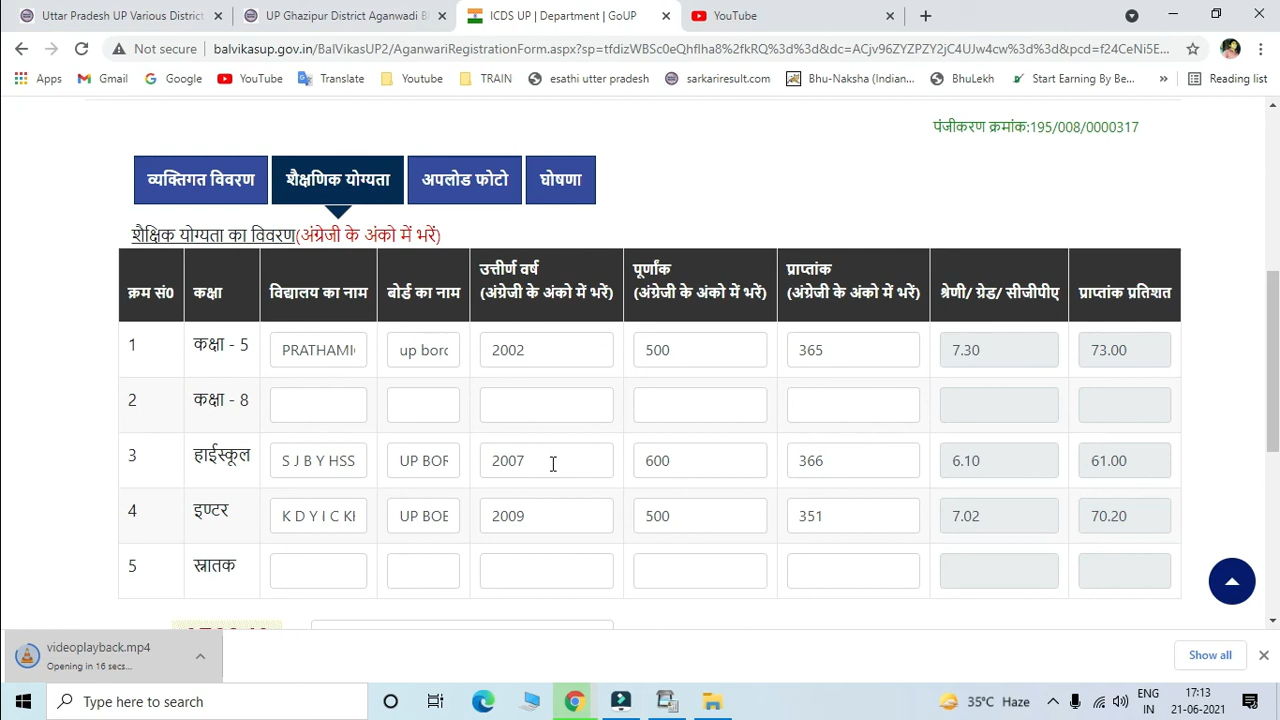 Uttar Pradesh UP Various District
UP Ghazipur District Aganwadi B
ICDS UP | Department | GoUP
YouTube
Not secure
balvikasup.gov.in/BalVikasUP2/AganwariRegistrationForm.aspx?sp=tfdizWBSc0eQhflha8%2fkRQ%3d%3d&dc=ACjv96ZYZPZY2jC4UJw4cw%3d%3d&pcd=f24CeNi5E...
Apps
Gmail
Google
YouTube
Translate
Youtube
TRAIN
esathi utter pradesh
sarkariresult.com
Bhu-Naksha (Indian...
BhuLekh
Start Earning By Be...
»
Reading list
पंजीकरण क्रमांक:195/008/0000317
व्यक्तिगत विवरण
शैक्षणिक योग्यता
अपलोड फोटो
घोषणा
शैक्षिक योग्यता का विवरण(अंग्रेजी के अंको में भरें)
क्रम सं0
कक्षा
विद्यालय का नाम
बोर्ड का नाम
उत्तीर्ण वर्ष
(अंग्रेजी के अंको में भरें)
पूर्णांक
(अंग्रेजी के अंको में भरें)
प्राप्तांक
(अंग्रेजी के अंको में भरें)
श्रेणी/ ग्रेड/ सीजीपीए
प्राप्तांक प्रतिशत
1 कक्षा - 5 PRATHAMI up borc 2002 500 365 7.30 73.00
2 कक्षा - 8
3 हाईस्कूल S J B Y HSS UP BOF 2007 600 366 6.10 61.00
4 इण्टर K D Y I C KI UP BOE 2009 500 351 7.02 70.20
5 स्नातक
videoplayback.mp4
Opening in 16 secs...
Show all
Type here to search
35°C Haze
ENG
IN
17:13
21-06-2021